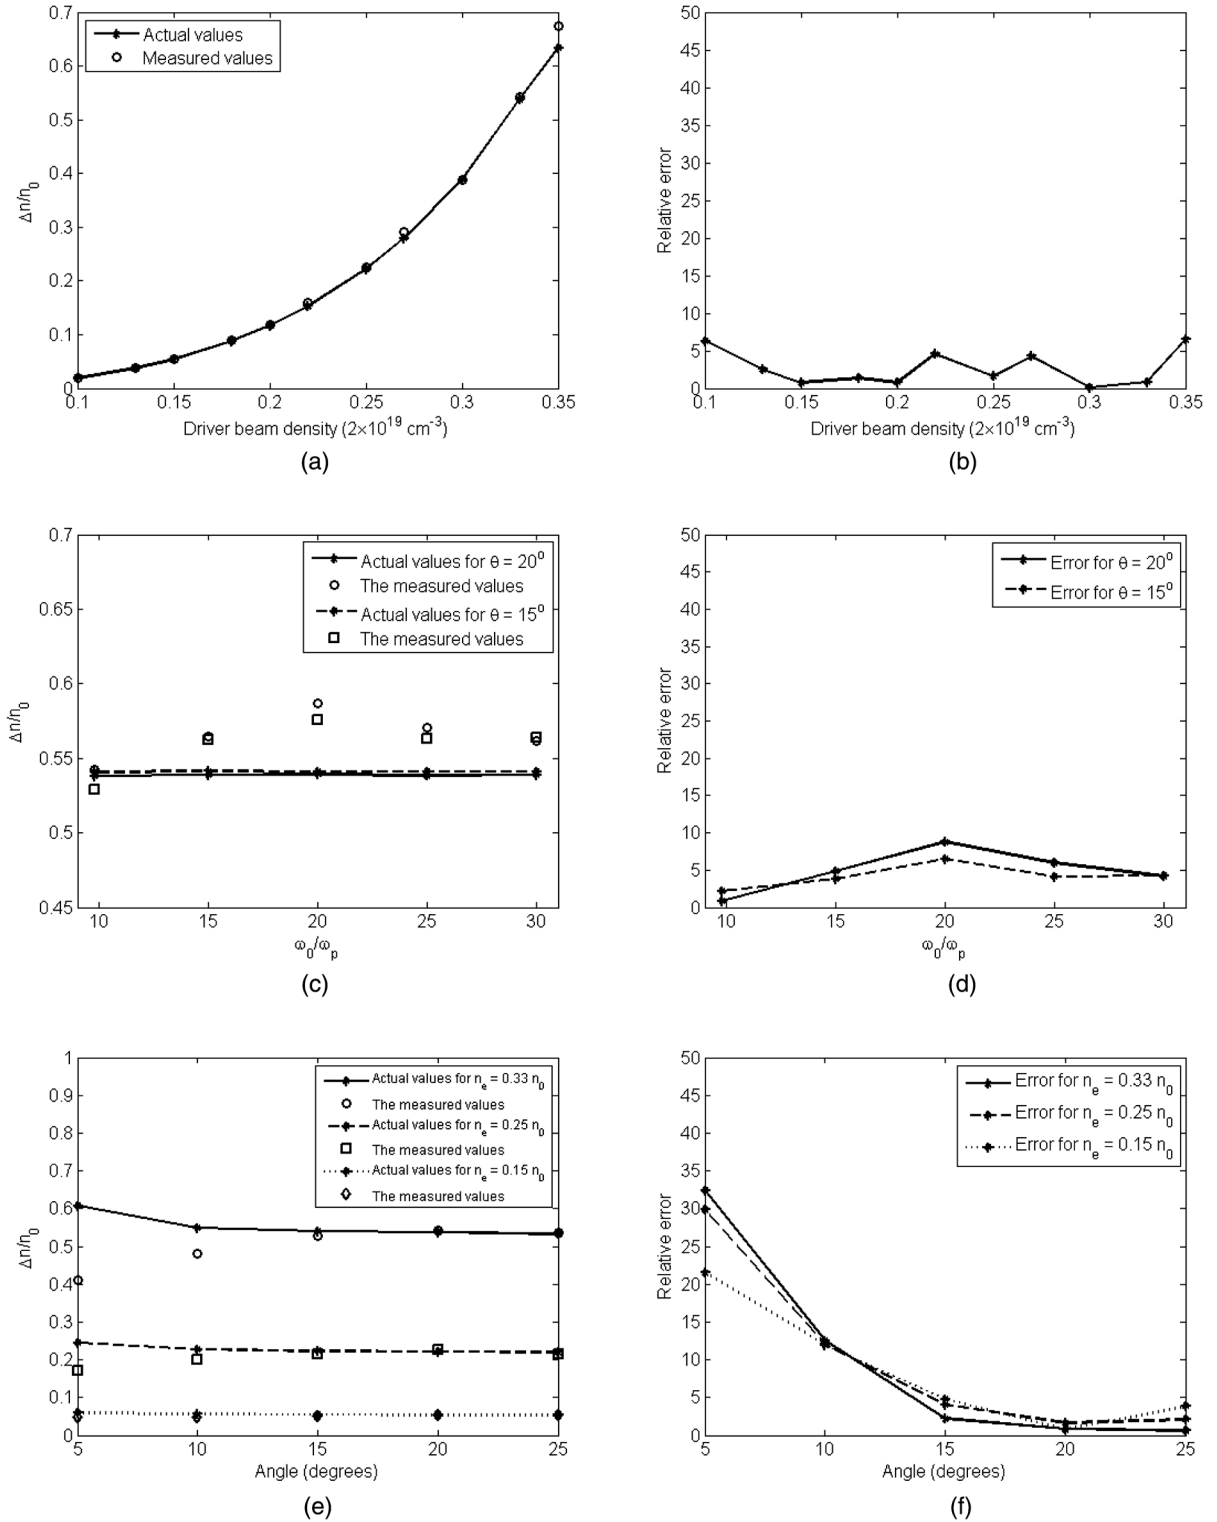 0.7
0.6
0.5
0.4
0.3
0.2
0.1
0
Δn/n0
Actual values
Measured values
0.1 0.15 0.2 0.25 0.3 0.35
Driver beam density (2×10^19 cm^-3)
(a)
50
45
40
35
30
25
20
15
10
5
0
Relative error
0.1 0.15 0.2 0.25 0.3 0.35
Driver beam density (2×10^19 cm^-3)
(b)
0.7
0.65
0.6
0.55
0.5
0.45
Δn/n0
Actual values for θ = 20^o
The measured values
Actual values for θ = 15^o
The measured values
10 15 20 25 30
ω0/ωp
(c)
50
45
40
35
30
25
20
15
10
5
0
Relative error
Error for θ = 20^o
Error for θ = 15^o
10 15 20 25 30
ω0/ωp
(d)
1
0.9
0.8
0.7
0.6
0.5
0.4
0.3
0.2
0.1
0
Δn/n0
Actual values for ne = 0.33 n0
The measured values
Actual values for ne = 0.25 n0
The measured values
Actual values for ne = 0.15 n0
The measured values
5 10 15 20 25
Angle (degrees)
(e)
50
45
40
35
30
25
20
15
10
5
0
Relative error
Error for ne = 0.33 n0
Error for ne = 0.25 n0
Error for ne = 0.15 n0
5 10 15 20 25
Angle (degrees)
(f)